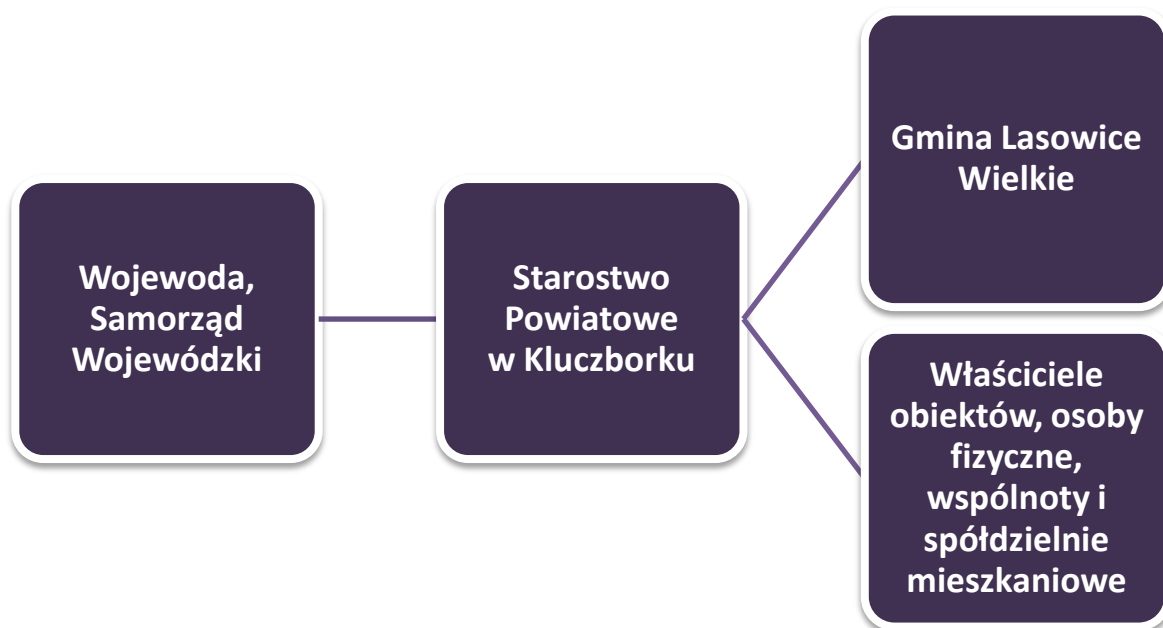 Wojewoda,
Samorząd
Wojewódzki
Starostwo
Powiatowe
w Kluczborku
Gmina Lasowice
Wielkie
Właściciele
obiektów, osoby
fizyczne,
wspólnoty i
spółdzielnie
mieszkaniowe